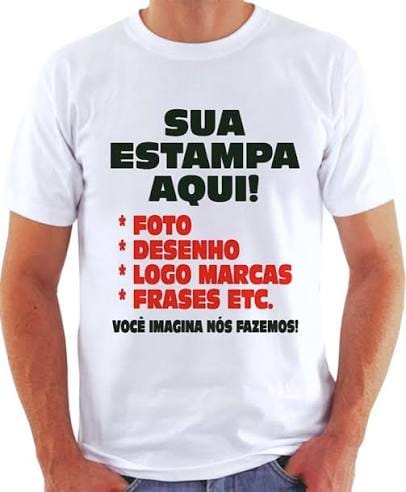 SUA
ESTAMPA
AQUI!
* FOTO
* DESENHO
* LOGO MARCAS
* FRASES ETC.
VOCÊ IMAGINA NÓS FAZEMOS!